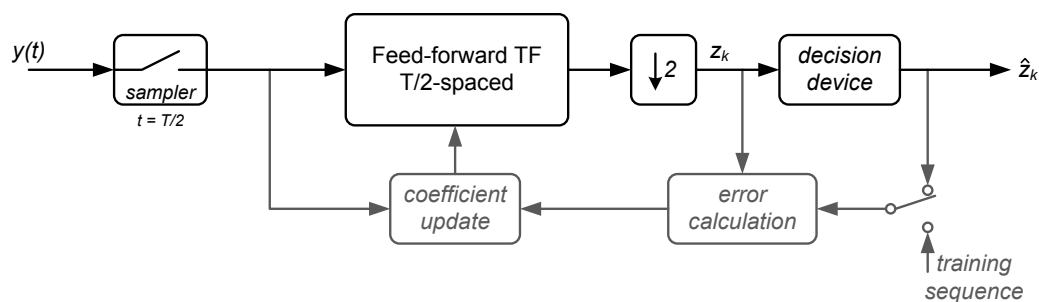 y(t)
sampler
t = T/2
Feed-forward TF
T/2-spaced
↓2
z_k
decision
device
ẑ_k
coefficient
update
error
calculation
training
sequence